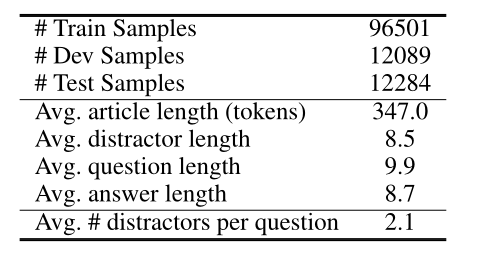 # Train Samples 96501
# Dev Samples 12089
# Test Samples 12284
Avg. article length (tokens) 347.0
Avg. distractor length 8.5
Avg. question length 9.9
Avg. answer length 8.7
Avg. # distractors per question 2.1